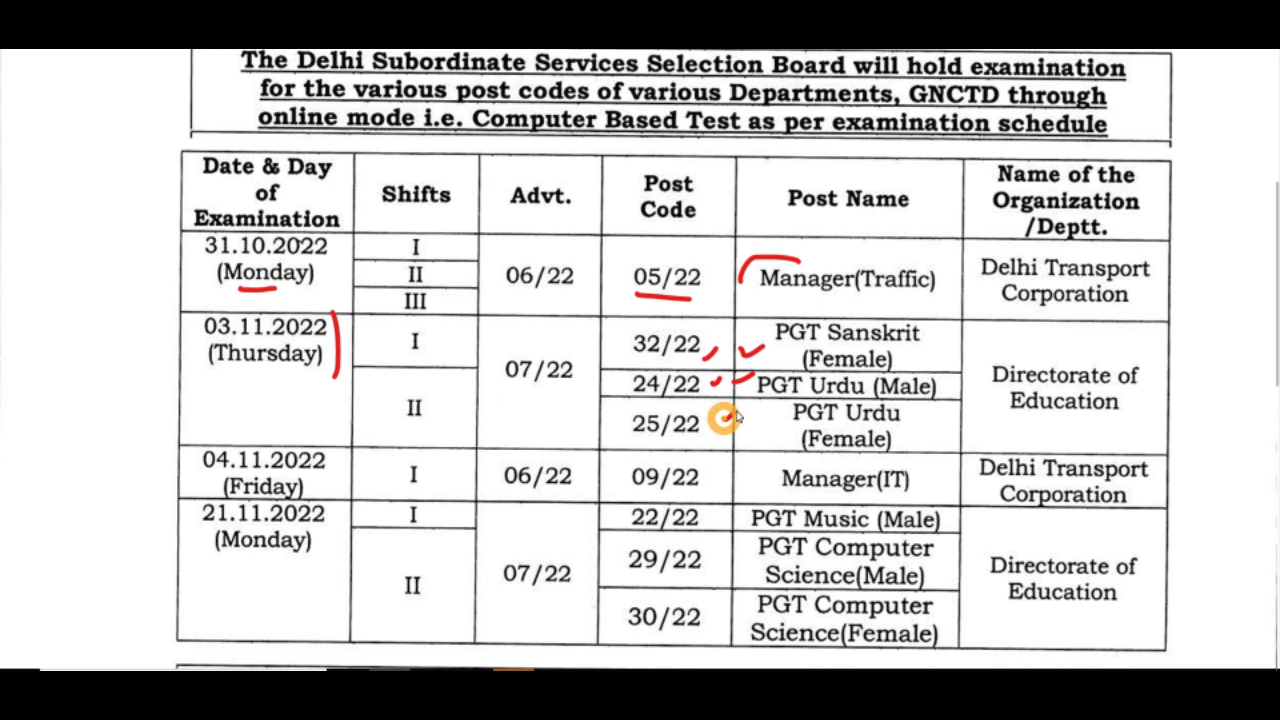 The Delhi Subordinate Services Selection Board will hold examination
for the various post codes of various Departments, GNCTD through
online mode i.e. Computer Based Test as per examination schedule
Date & Day
of
Examination
Shifts
Advt.
Post
Code
Post Name
Name of the
Organization
/Deptt.
31.10.2022
(Monday)
I
II
III
06/22
05/22
Manager(Traffic)
Delhi Transport
Corporation
03.11.2022
(Thursday)
I
II
07/22
32/22
PGT Sanskrit
(Female)
24/22
PGT Urdu (Male)
25/22
PGT Urdu
(Female)
Directorate of
Education
04.11.2022
(Friday)
I
06/22
09/22
Manager(IT)
Delhi Transport
Corporation
21.11.2022
(Monday)
I
II
07/22
22/22
PGT Music (Male)
29/22
PGT Computer
Science(Male)
30/22
PGT Computer
Science(Female)
Directorate of
Education